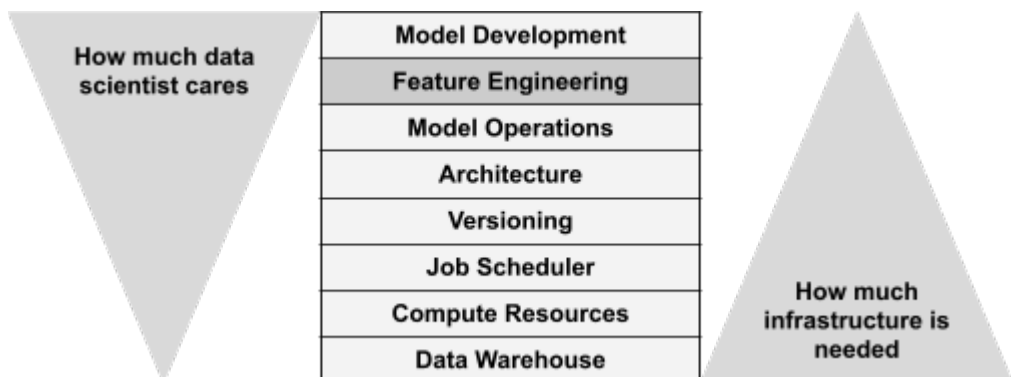 How much data
scientist cares
Model Development
Feature Engineering
Model Operations
Architecture
Versioning
Job Scheduler
Compute Resources
Data Warehouse
How much
infrastructure is
needed